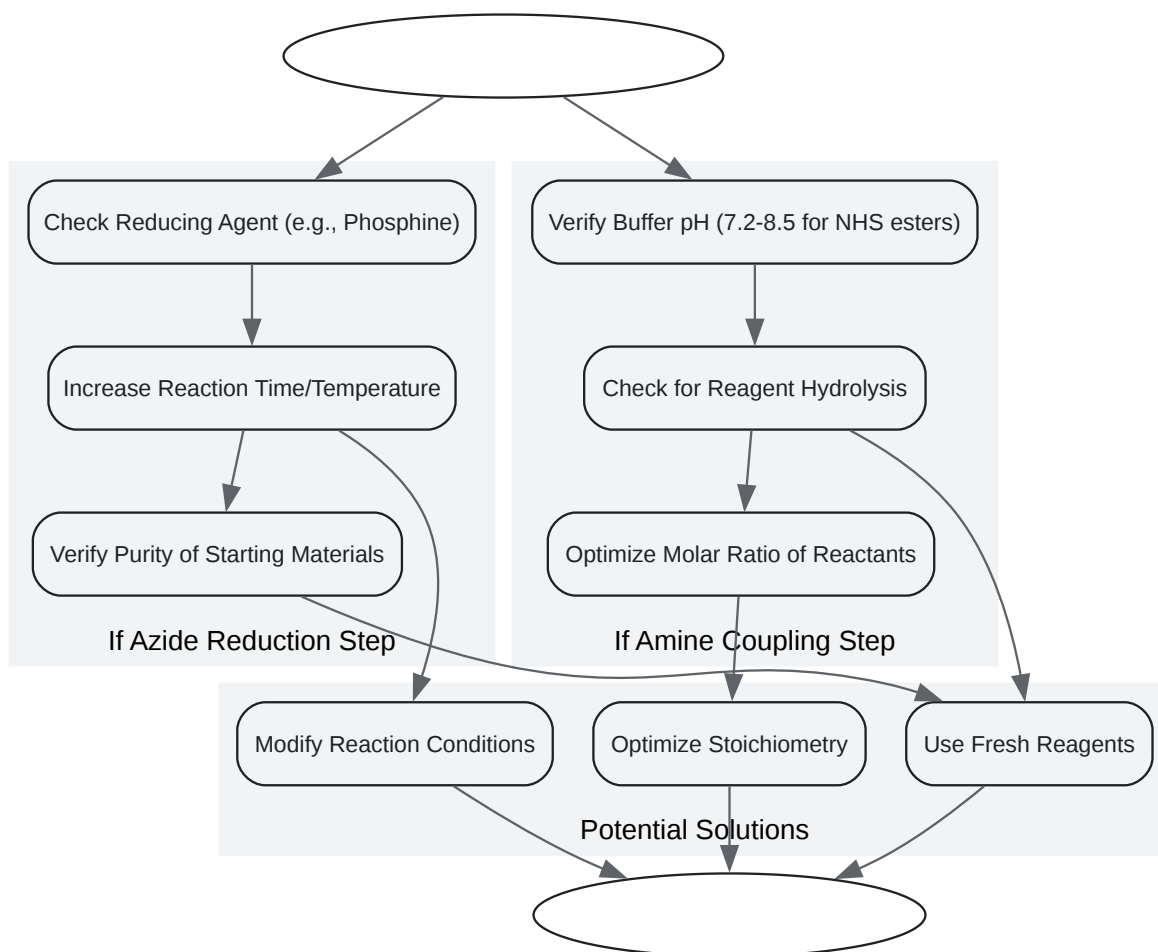 Check Reducing Agent (e.g., Phosphine)
Verify Buffer pH (7.2-8.5 for NHS esters)
Increase Reaction Time/Temperature
Check for Reagent Hydrolysis
Verify Purity of Starting Materials
Optimize Molar Ratio of Reactants
If Azide Reduction Step
If Amine Coupling Step
Modify Reaction Conditions
Optimize Stoichiometry
Use Fresh Reagents
Potential Solutions